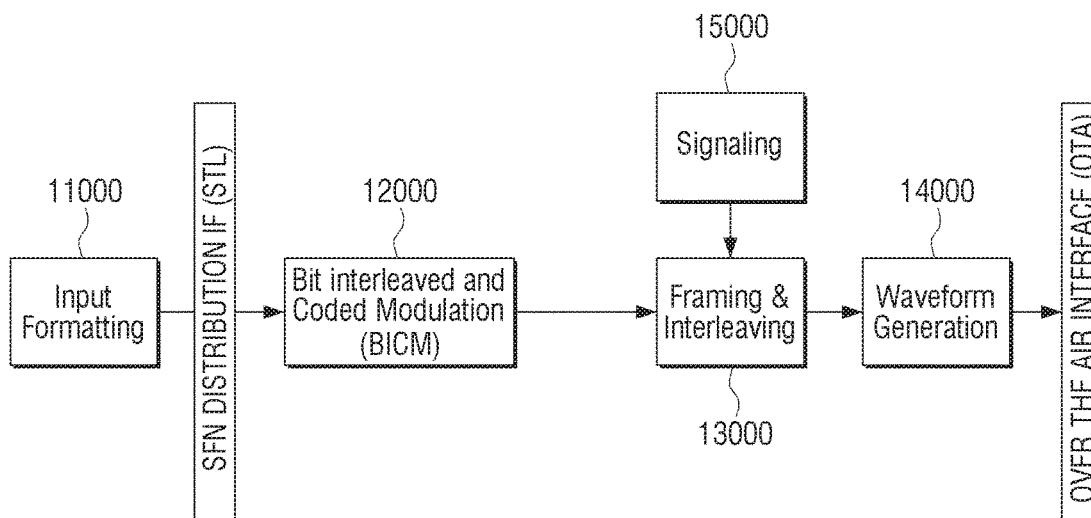 15000
Signaling
11000
12000
14000
Input
Formatting
SFN DISTRIBUTION IF (STL)
Bit interleaved and
Coded Modulation
(BICM)
Framing &
Interleaving
Waveform
Generation
OVER THE AIR INTERFACE (OTA)
13000